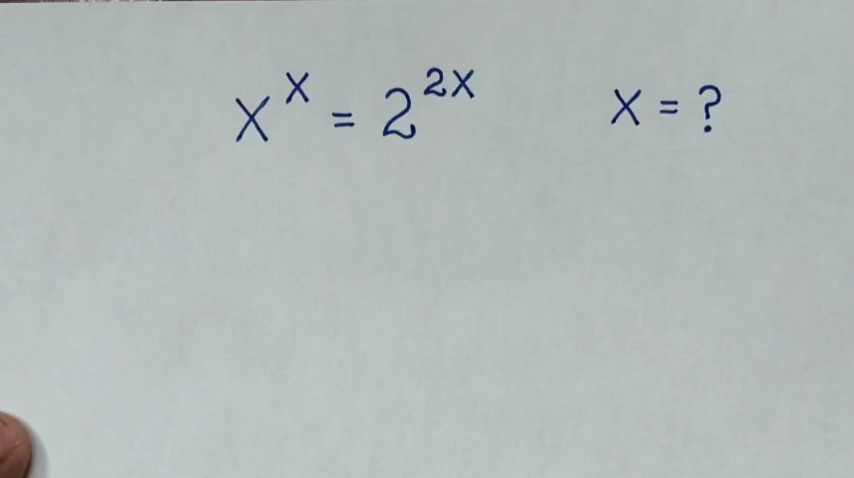 x^x = 2^{2x} x = ?